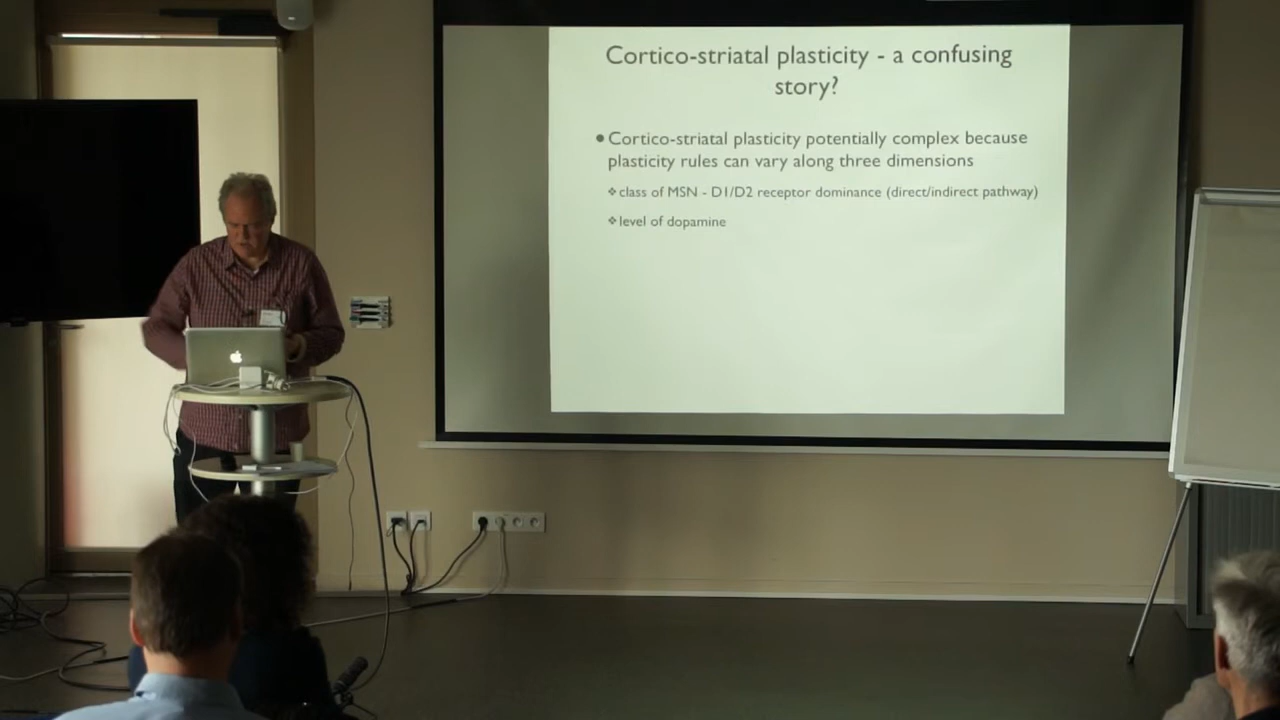 Cortico-striatal plasticity - a confusing
story?
Cortico-striatal plasticity potentially complex because
plasticity rules can vary along three dimensions
class of MSN - D1/D2 receptor dominance (direct/indirect pathway)
level of dopamine